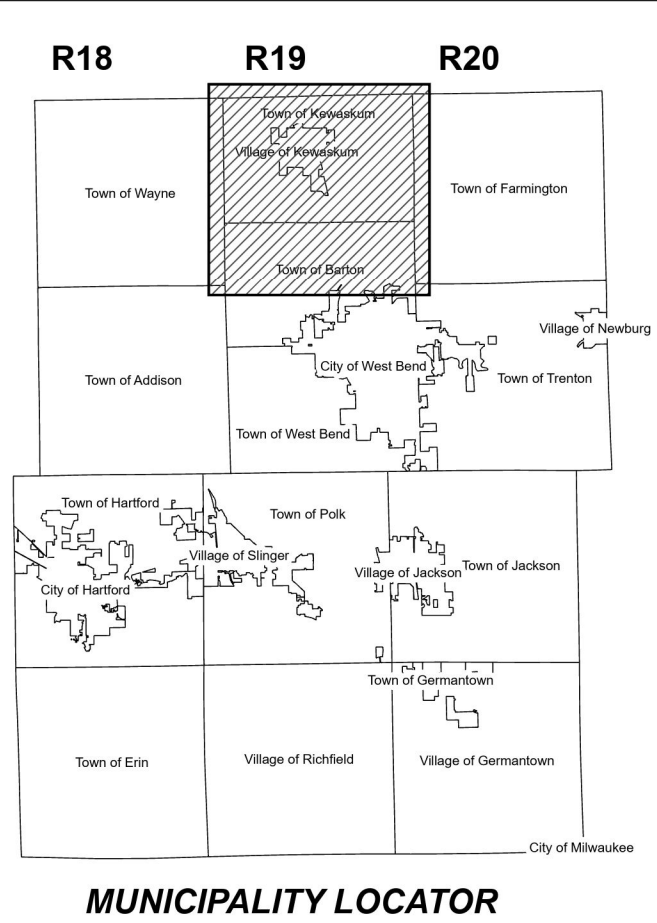 R18 R19 R20
Town of Kewaskum
Village of Kewaskum
Town of Wayne
Town of Farmington
Town of Barton
Village of Newburg
City of West Bend
Town of Addison
Town of Trenton
Town of West Bend
Town of Hartford
Town of Polk
Village of Slinger
Village of Jackson
Town of Jackson
City of Hartford
Town of Germantown
Town of Erin
Village of Richfield
Village of Germantown
City of Milwaukee
MUNICIPALITY LOCATOR